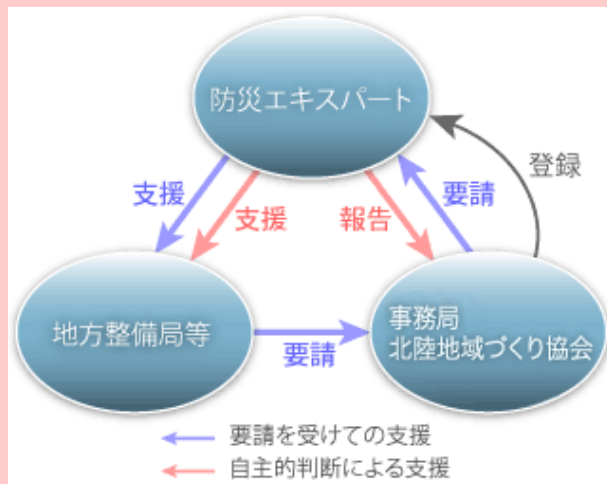 防災エキスパート
登録
支援
支援
報告
要請
地方整備局等
要請
事務局
北陸地域づくり協会
要請を受けての支援
自主的判断による支援